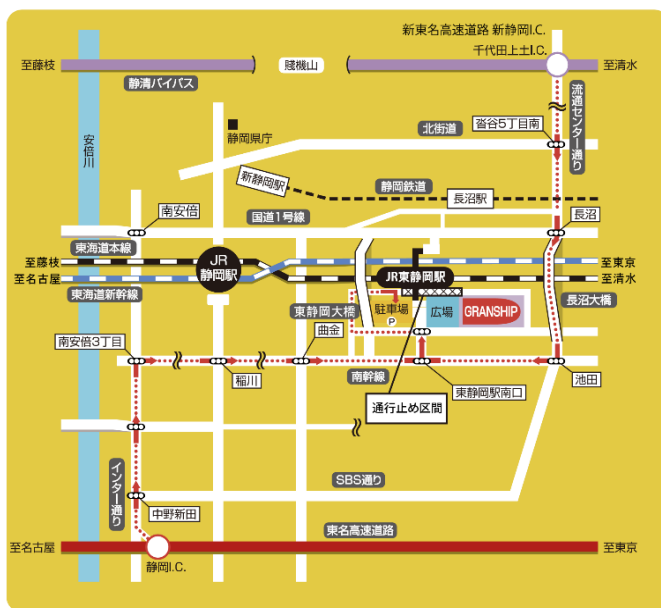 新東名高速道路 新静岡I.C.
千代田上土I.C.
至藤枝
賤機山
至清水
静清バイパス
流通センター通り
安倍川
静岡県庁
北街道
沓谷5丁目南
新静岡駅
静岡鉄道
長沼駅
南安倍
国道1号線
長沼
東海道本線
至藤枝
JR
静岡駅
至東京
至名古屋
JR東静岡駅
至清水
東海道新幹線
東静岡大橋
駐車場
P
広場
GRANSHIP
長沼大橋
南安倍3丁目
曲金
稲川
南幹線
東静岡駅南口
池田
通行止め区間
インター通り
SBS通り
中野新田
東名高速道路
至名古屋
至東京
静岡I.C.